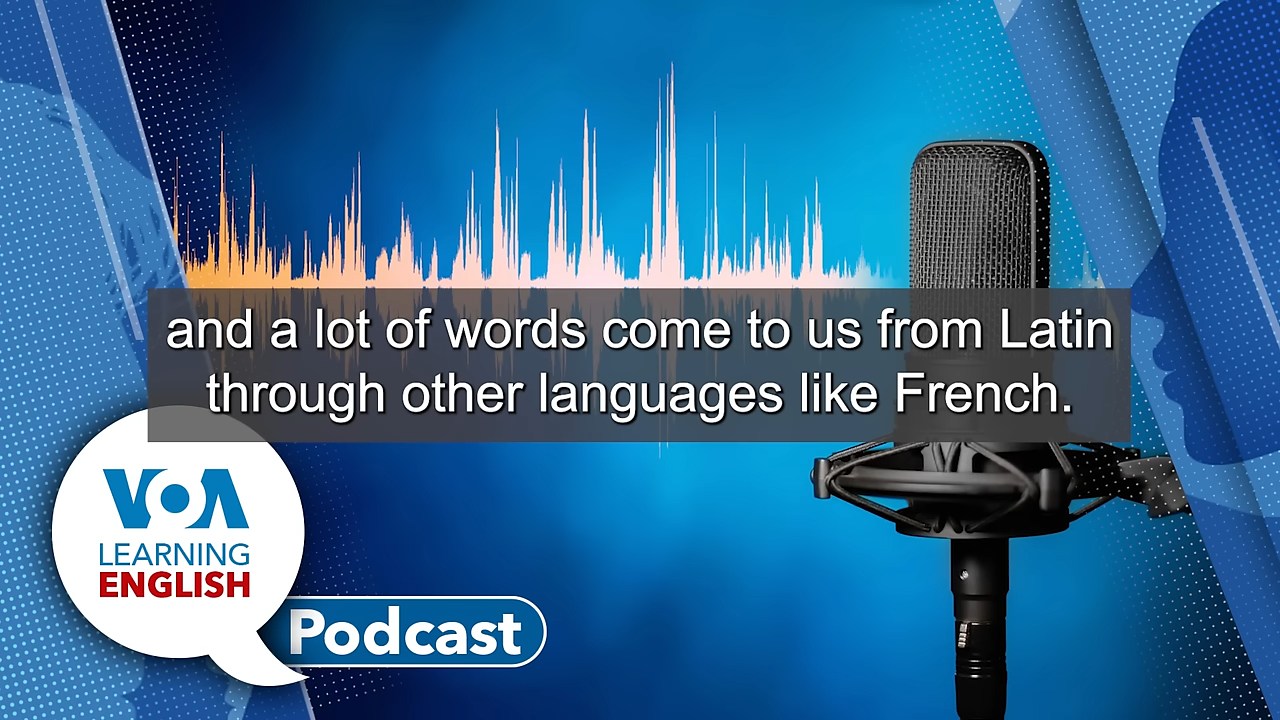 and a lot of words come to us from Latin
through other languages like French.
VOA
LEARNING
ENGLISH
Podcast